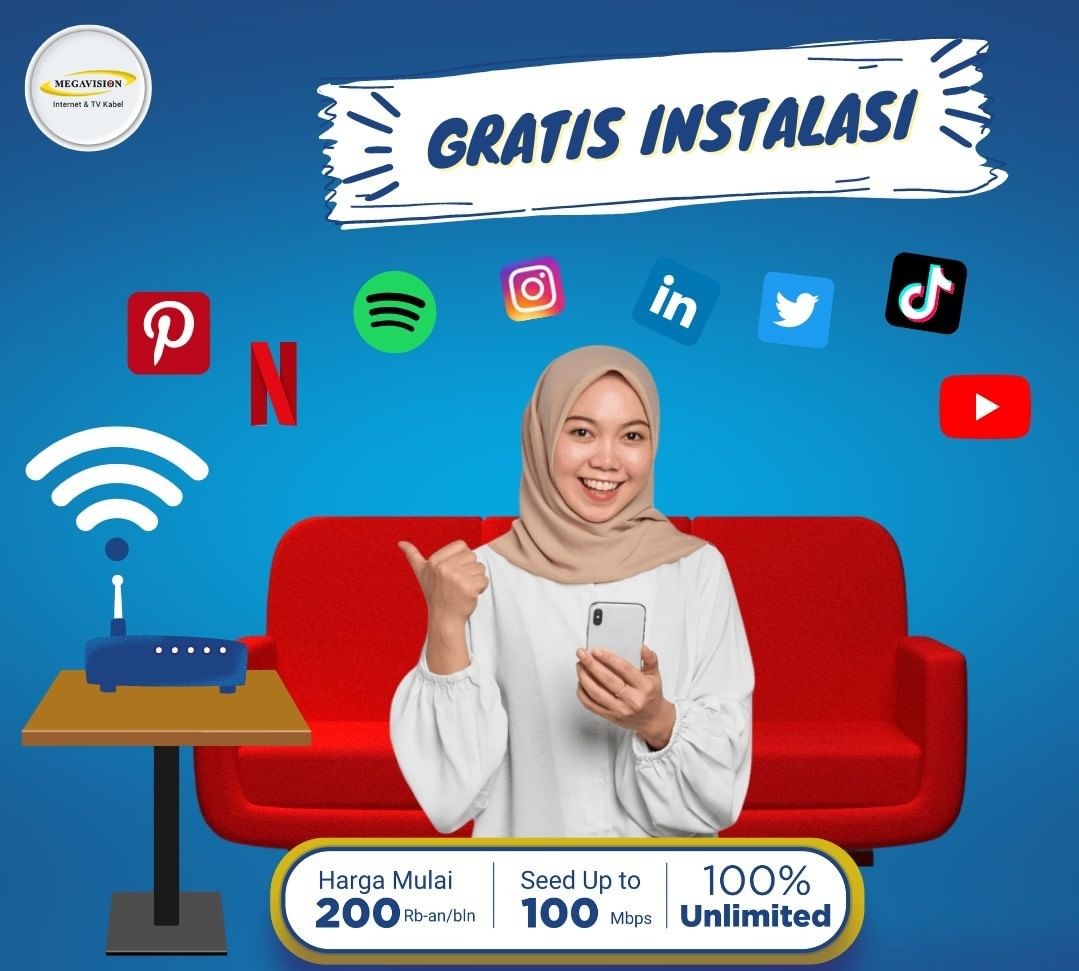 MEGAVISION
Internet & TV Kabel
GRATIS INSTALASI
Harga Mulai
200 Rb-an/bln
Seed Up to
100 Mbps
100%
Unlimited